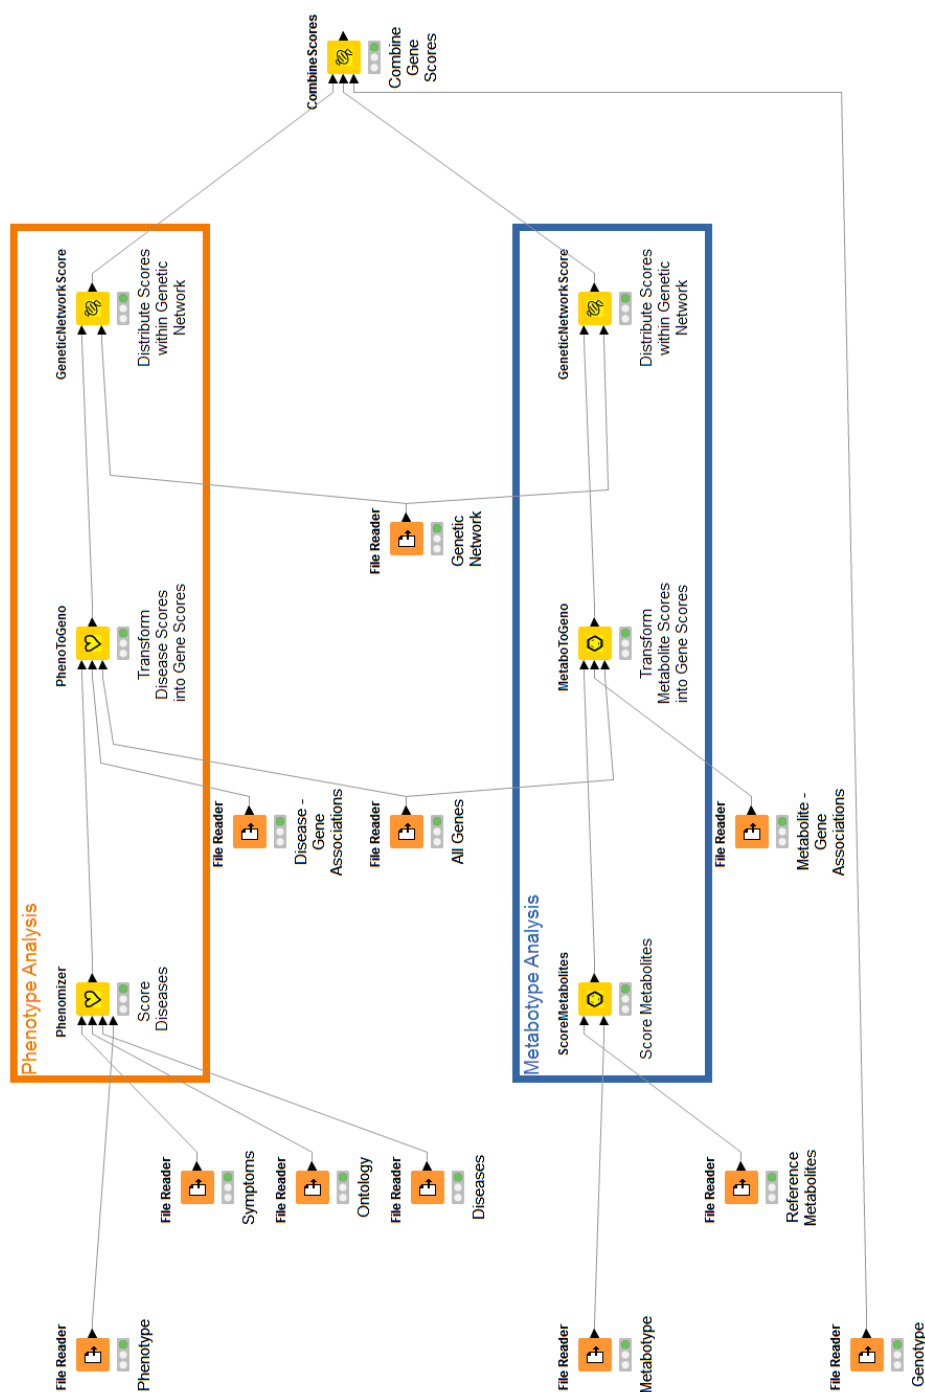 File Reader
Phenotype
File Reader
Symptoms
File Reader
Ontology
File Reader
Diseases
Phenotype Analysis
Phenomizer
Score
Diseases
File Reader
Disease -
Gene
Associations
File Reader
All Genes
PhenoToGeno
Transform
Disease Scores
into Gene Scores
File Reader
Genetic
Network
GeneticNetworkScore
Distribute Scores
within Genetic
Network
CombineScores
Combine
Gene
Scores
File Reader
Metabotype
File Reader
Reference
Metabolites
Metabotype Analysis
ScoreMetabolites
Score Metabolites
File Reader
Metabolite -
Gene
Associations
MetaboToGeno
Transform
Metabolite Scores
into Gene Scores
GeneticNetworkScore
Distribute Scores
within Genetic
Network
File Reader
Genotype